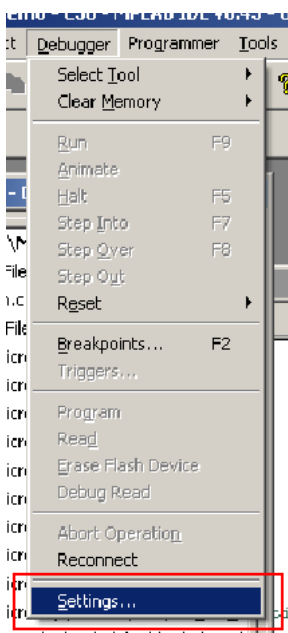 Debugger Programmer Tools
Select Tool
Clear Memory
Run F9
Animate
Halt F5
Step Into F7
Step Over F8
Step Out
Reset
Breakpoints... F2
Triggers...
Program
Read
Erase Flash Device
Debug Read
Abort Operation
Reconnect
Settings...